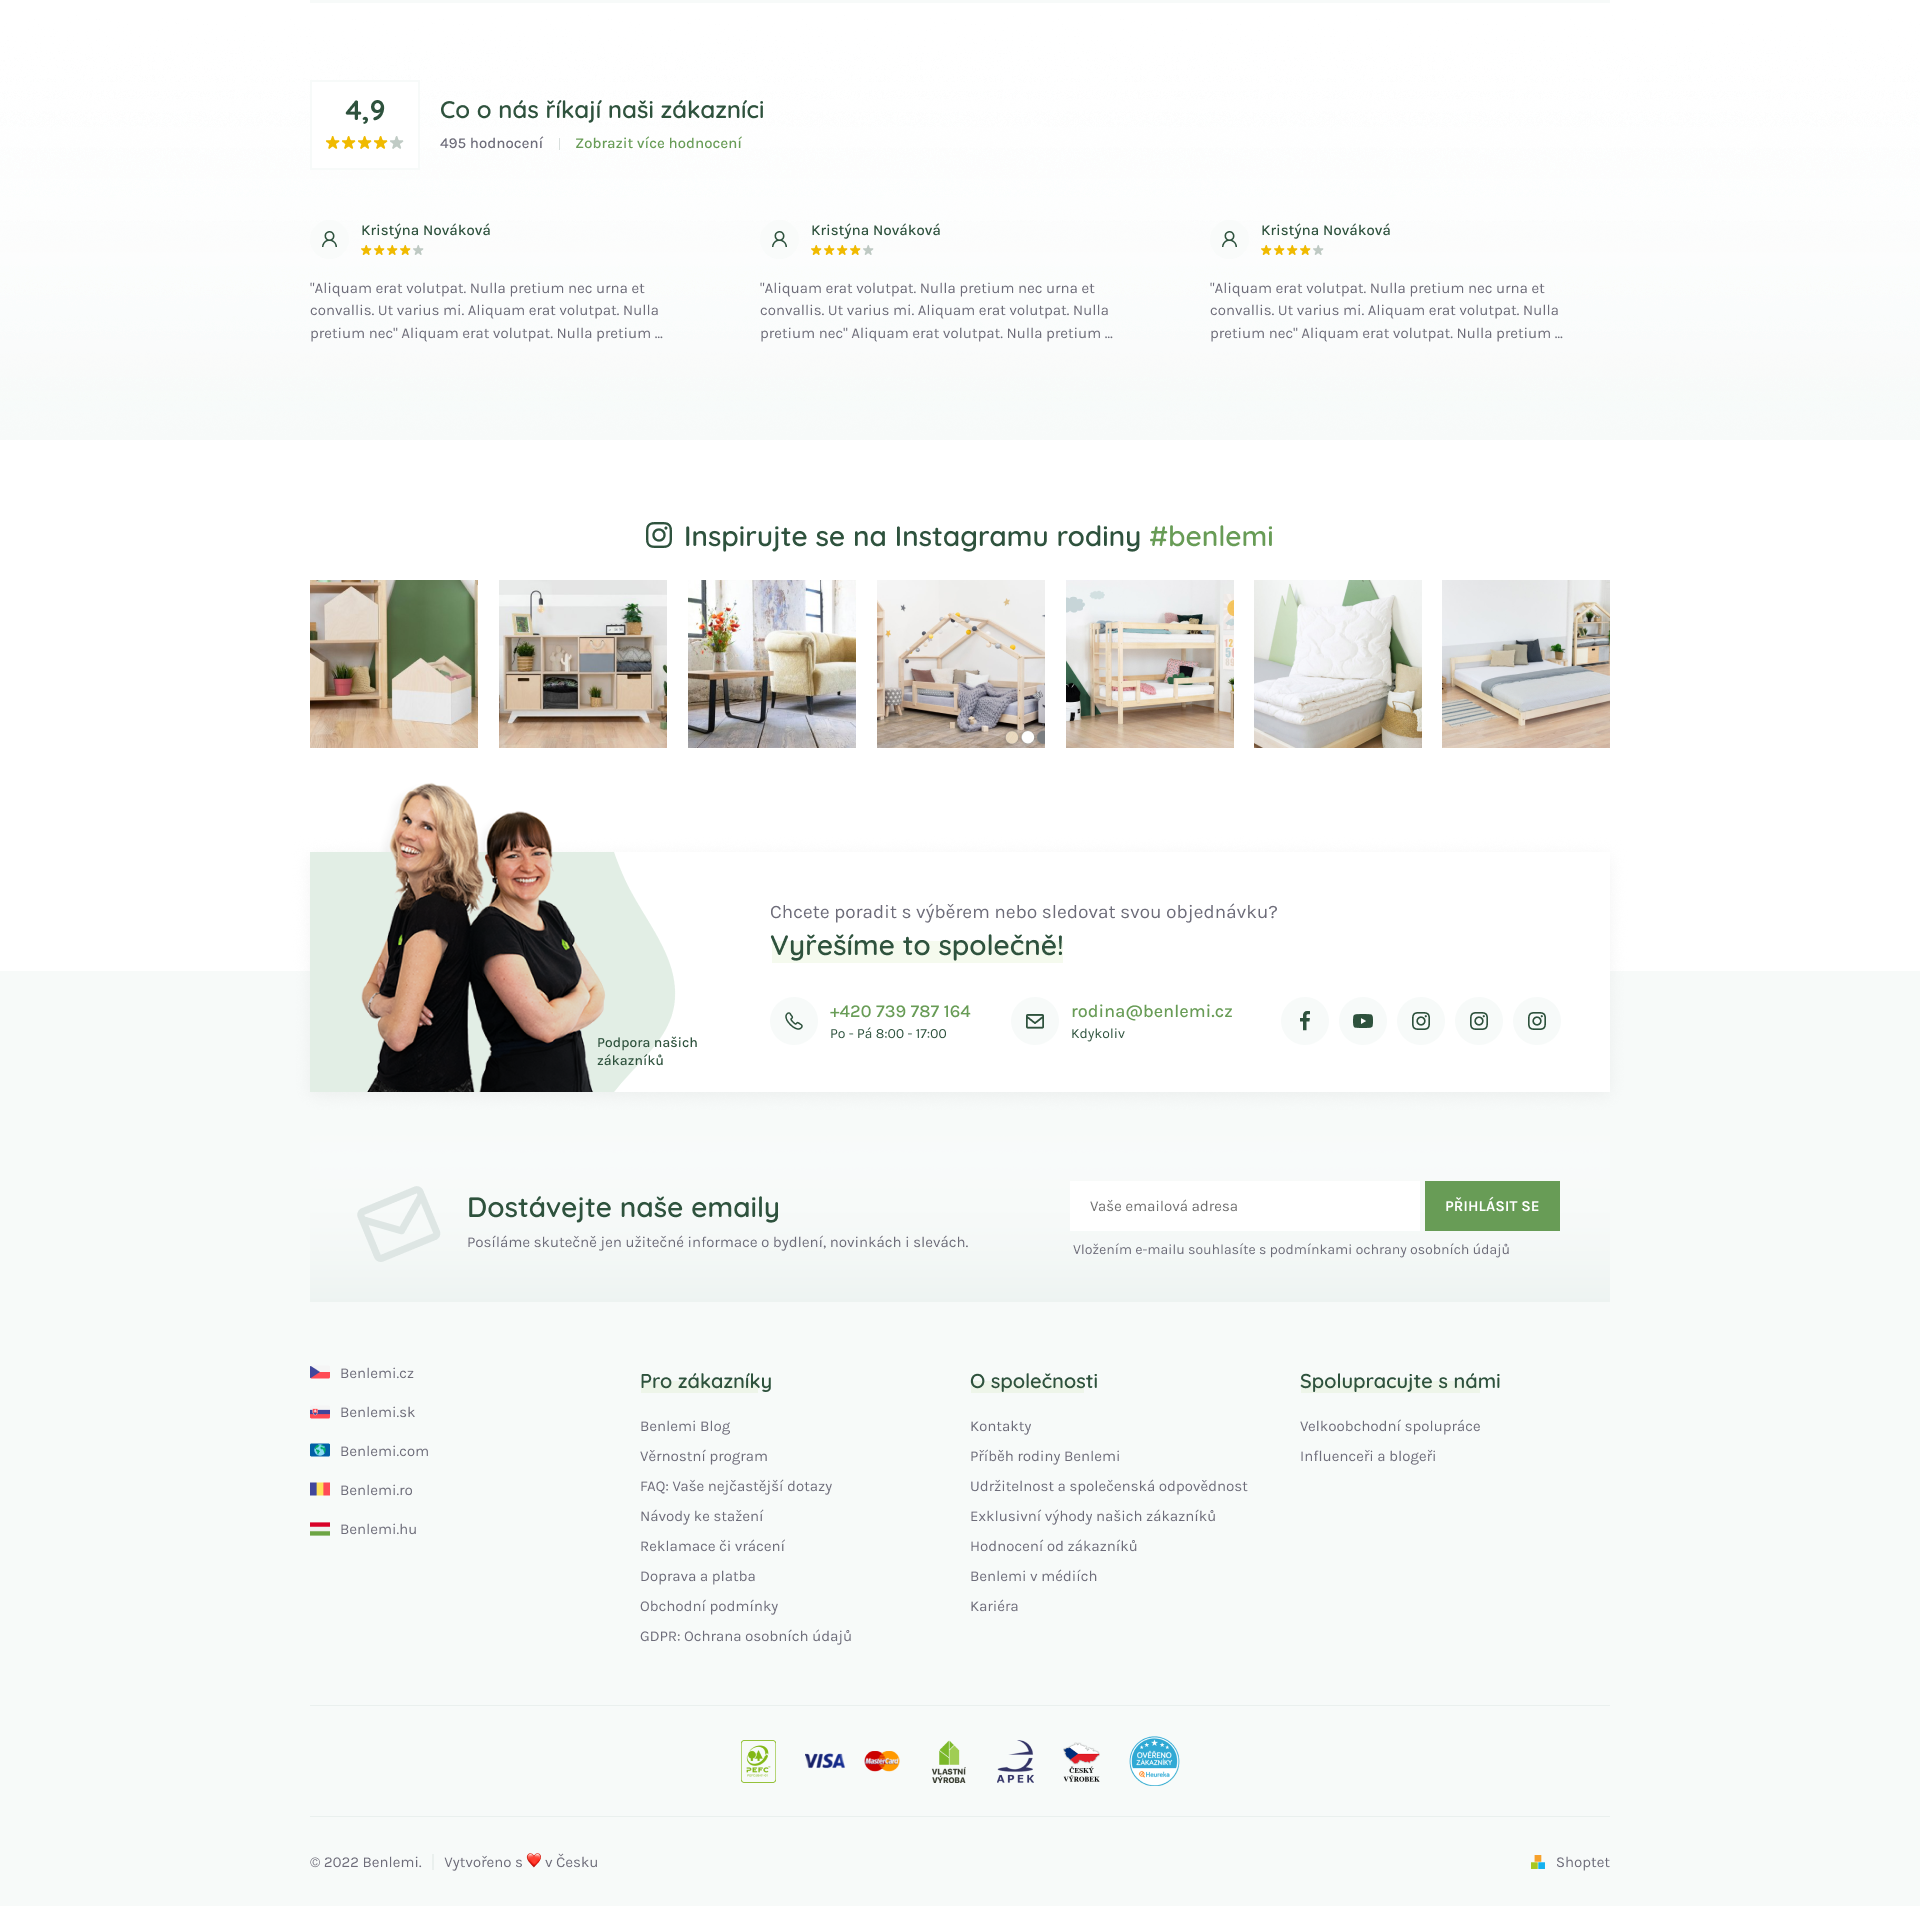 4,9
Co o nás říkají naši zákazníci
495 hodnocení
Zobrazit více hodnocení
Kristýna Nováková
"Aliquam erat volutpat. Nulla pretium nec urna et
convallis. Ut varius mi. Aliquam erat volutpat. Nulla
pretium nec" Aliquam erat volutpat. Nulla pretium ...
Kristýna Nováková
"Aliquam erat volutpat. Nulla pretium nec urna et
convallis. Ut varius mi. Aliquam erat volutpat. Nulla
pretium nec" Aliquam erat volutpat. Nulla pretium ...
Kristýna Nováková
"Aliquam erat volutpat. Nulla pretium nec urna et
convallis. Ut varius mi. Aliquam erat volutpat. Nulla
pretium nec" Aliquam erat volutpat. Nulla pretium ...
Inspirujte se na Instagramu rodiny #benlemi
Podpora našich
zákazníků
Chcete poradit s výběrem nebo sledovat svou objednávku?
Vyřešíme to společně!
+420 739 787 164
Po - Pá 8:00 - 17:00
rodina@benlemi.cz
Kdykoliv
Dostávejte naše emaily
Posíláme skutečně jen užitečné informace o bydlení, novinkách i slevách.
Vaše emailová adresa
PŘIHLÁSIT SE
Vložením e-mailu souhlasíte s podmínkami ochrany osobních údajů
Benlemi.cz
Benlemi.sk
Benlemi.com
Benlemi.ro
Benlemi.hu
Pro zákazníky
Benlemi Blog
Věrnostní program
FAQ: Vaše nejčastější dotazy
Návody ke stažení
Reklamace či vrácení
Doprava a platba
Obchodní podmínky
GDPR: Ochrana osobních údajů
O společnosti
Kontakty
Příběh rodiny Benlemi
Udržitelnost a společenská odpovědnost
Exklusivní výhody našich zákazníků
Hodnocení od zákazníků
Benlemi v médiích
Kariéra
Spolupracujte s námi
Velkoobchodní spolupráce
Influenceři a blogeři
PEFC
VISA
MasterCard
VLASTNÍ
VÝROBA
APEK
ČESKÝ
VÝROBEK
OVĚŘENO
ZÁKAZNÍKY
Heureka
© 2022 Benlemi.
Vytvořeno s ❤️ v Česku
Shoptet